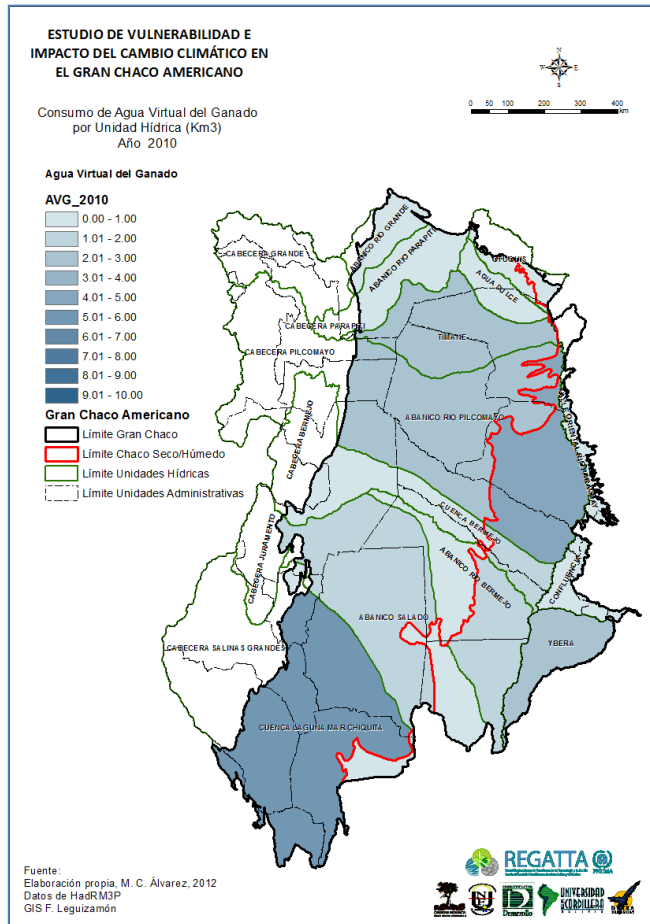 ESTUDIO DE VULNERABILIDAD E
IMPACTO DEL CAMBIO CLIMÁTICO EN
EL GRAN CHACO AMERICANO
Consumo de Agua Virtual del Ganado
por Unidad Hídrica (Km3)
Año 2010
N
W E
S
0 50 100 200 300 400
km
Agua Virtual del Ganado
AVG_2010
0.00 - 1.00
1.01 - 2.00
2.01 - 3.00
3.01 - 4.00
4.01 - 5.00
5.01 - 6.00
6.01 - 7.00
7.01 - 8.00
8.01 - 9.00
9.01 - 10.00
Gran Chaco Americano
Límite Gran Chaco
Límite Chaco Seco/Húmedo
Límite Unidades Hídricas
Límite Unidades Administrativas
CABECERA GRANDE
ABANICO RIO GRANDE
ABANICO RIO PARAPITI
AGUA DULCE
CABECERA PARAPITI
CABECERA PILCOMAYO
TIMANE
ABANICO RIO PILCOMAYO
CABECERA BERMEJO
CUENCA BERMEJO
ABANICO RIO BERMEJO
CONFLUENCIA
CABECERA JURAMENTO
ABANICO SALADO
YBERA
CABECERA SALINAS GRANDES
CUENCA LAGUNA MAR CHIQUITA
Fuente:
Elaboración propia, M. C. Álvarez, 2012
Datos de HadRM3P
GIS F. Leguizamón
REGATTA
Desarrollo
UNIVERSIDAD